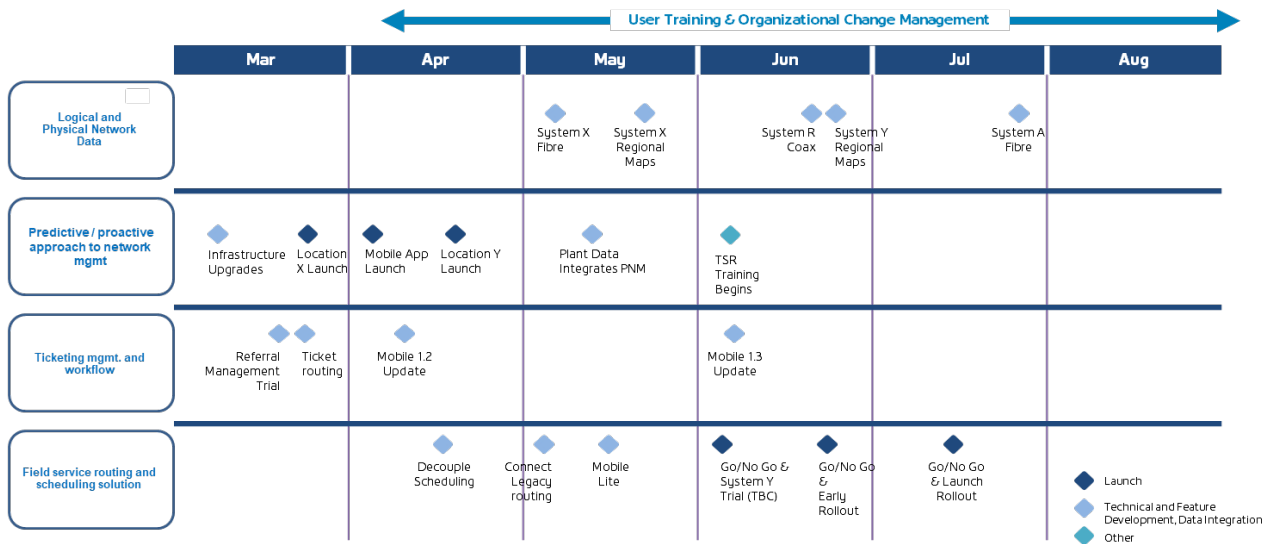 User Training & Organizational Change Management
Mar
Apr
May
Jun
Jul
Aug
Logical and
Physical Network
Data
System X
Fibre
System X
Regional
Maps
System R
Coax
System Y
Regional
Maps
System A
Fibre
Predictive / proactive
approach to network
mgmt
Infrastructure
Upgrades
Location
X Launch
Mobile App
Launch
Location Y
Launch
Plant Data
Integrates PNM
TSR
Training
Begins
Ticketing mgmt. and
workflow
Referral
Management
Trial
Ticket
routing
Mobile 1.2
Update
Mobile 1.3
Update
Field service routing and
scheduling solution
Decouple
Scheduling
Connect
Legacy
routing
Mobile
Lite
Go/No Go &
System Y
Trial (TBC)
Go/No Go
&
Early
Rollout
Go/No Go
& Launch
Rollout
Launch
Technical and Feature
Development, Data Integration
Other